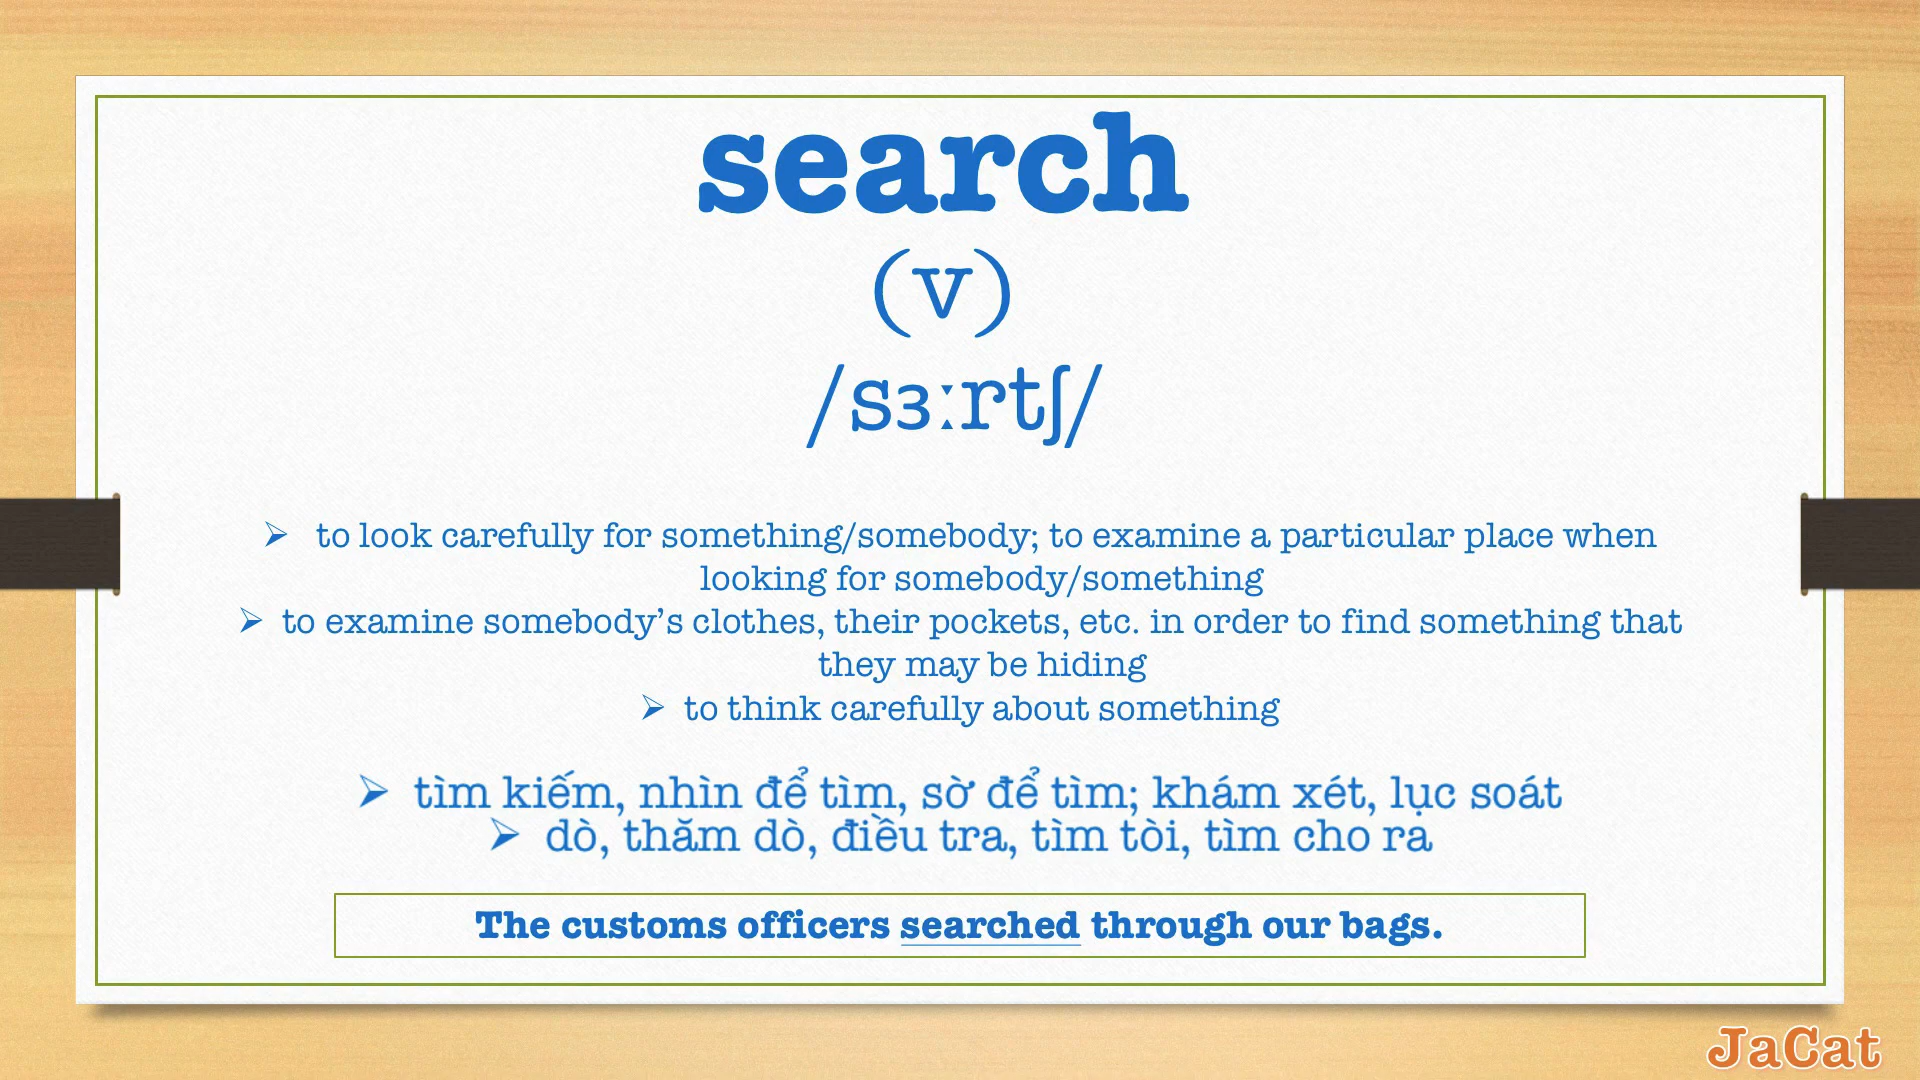 search
(v)
/sɜːrtʃ/
➢ to look carefully for something/somebody; to examine a particular place when
looking for somebody/something
➢ to examine somebody’s clothes, their pockets, etc. in order to find something that
they may be hiding
➢ to think carefully about something
➢ tìm kiếm, nhìn để tìm, sờ để tìm; khám xét, lục soát
➢ dò, thăm dò, điều tra, tìm tòi, tìm cho ra
The customs officers searched through our bags.
JaCat